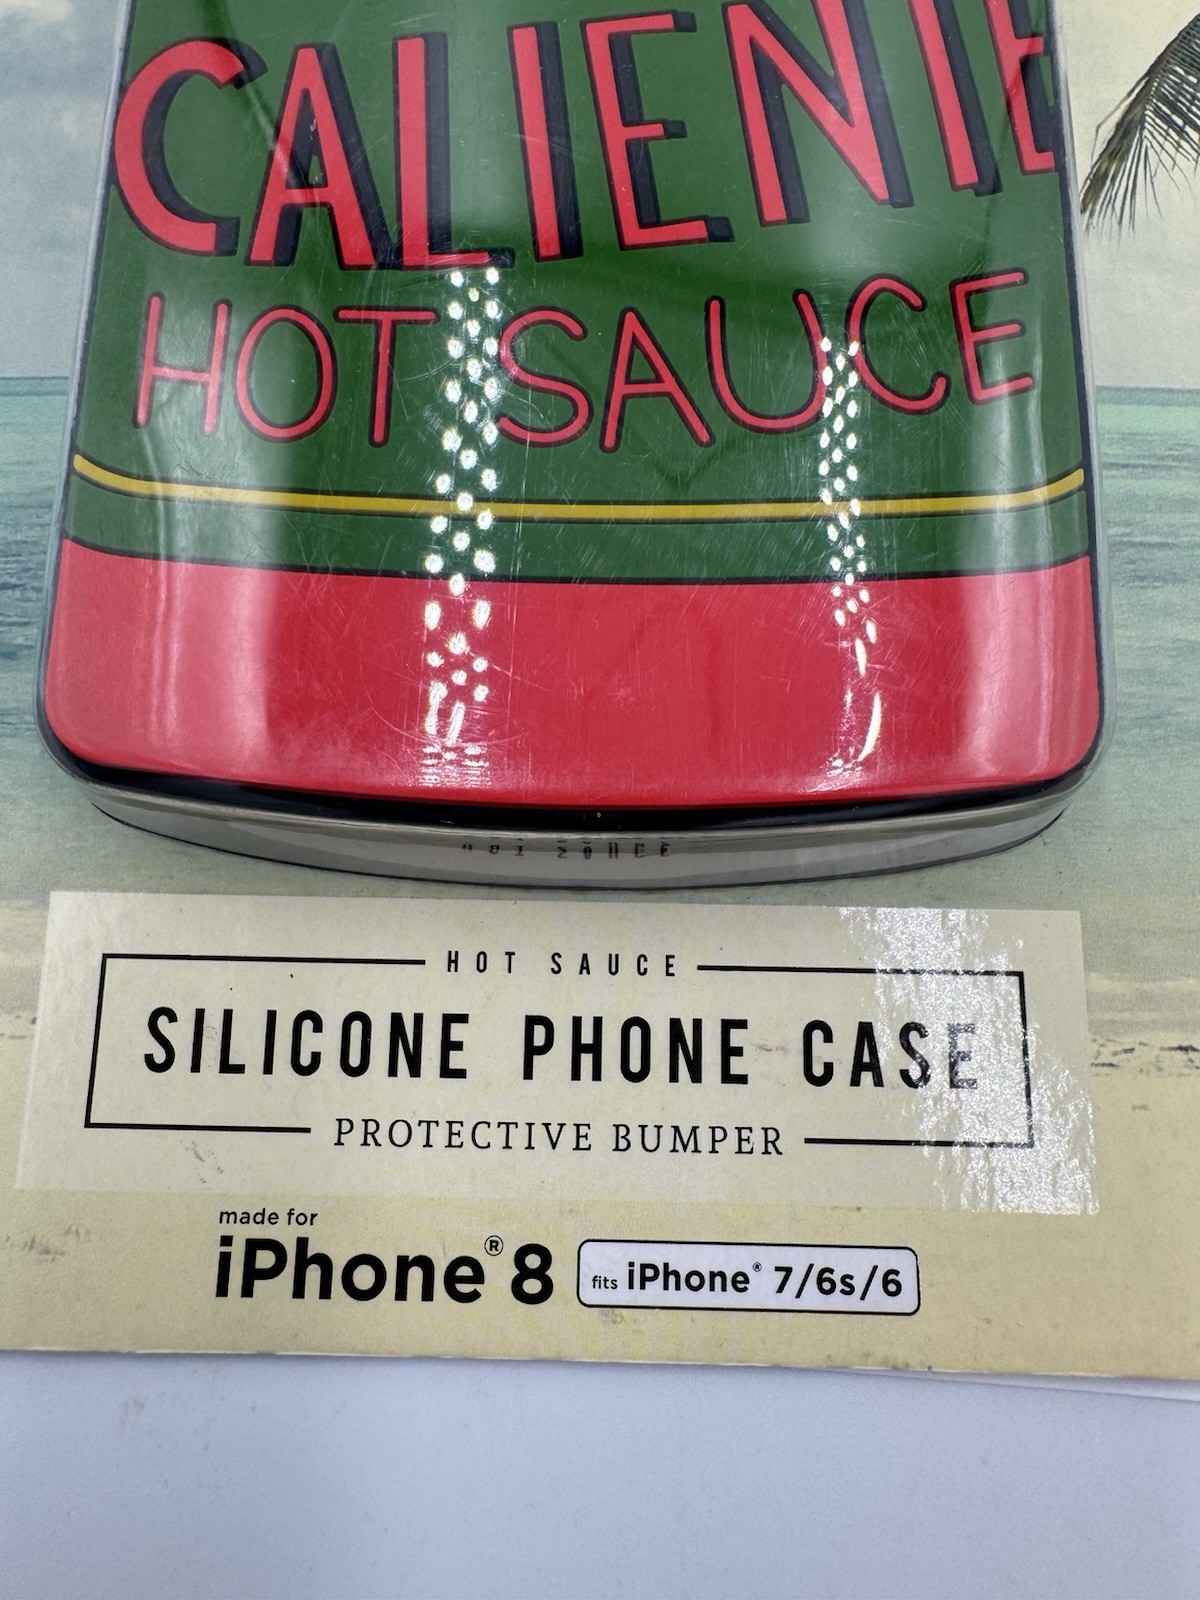 CALIENTE
HOT SAUCE
HOT SAUCE
SILICONE PHONE CASE
PROTECTIVE BUMPER
made for
iPhone® 8
fits iPhone® 7/6s/6